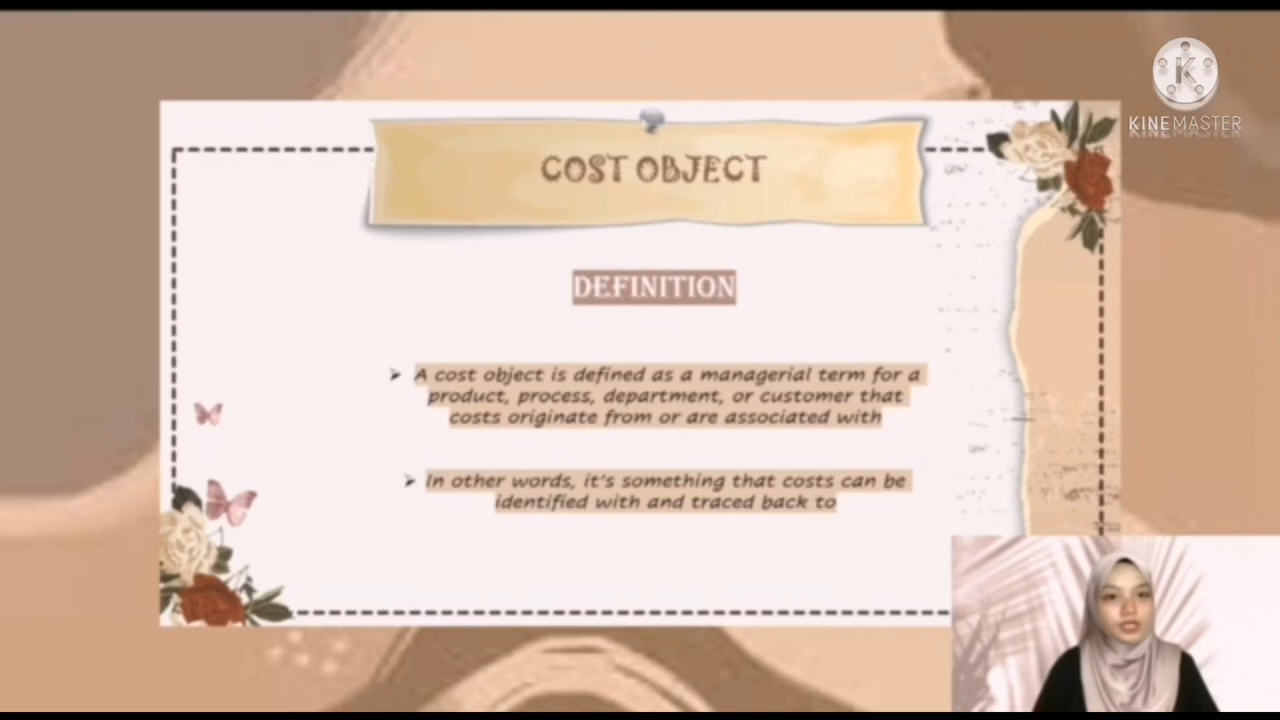 KINEMASTER
COST OBJECT
DEFINITION
➤ A cost object is defined as a managerial term for a
product, process, department, or customer that
costs originate from or are associated with
➤ In other words, it's something that costs can be
identified with and traced back to